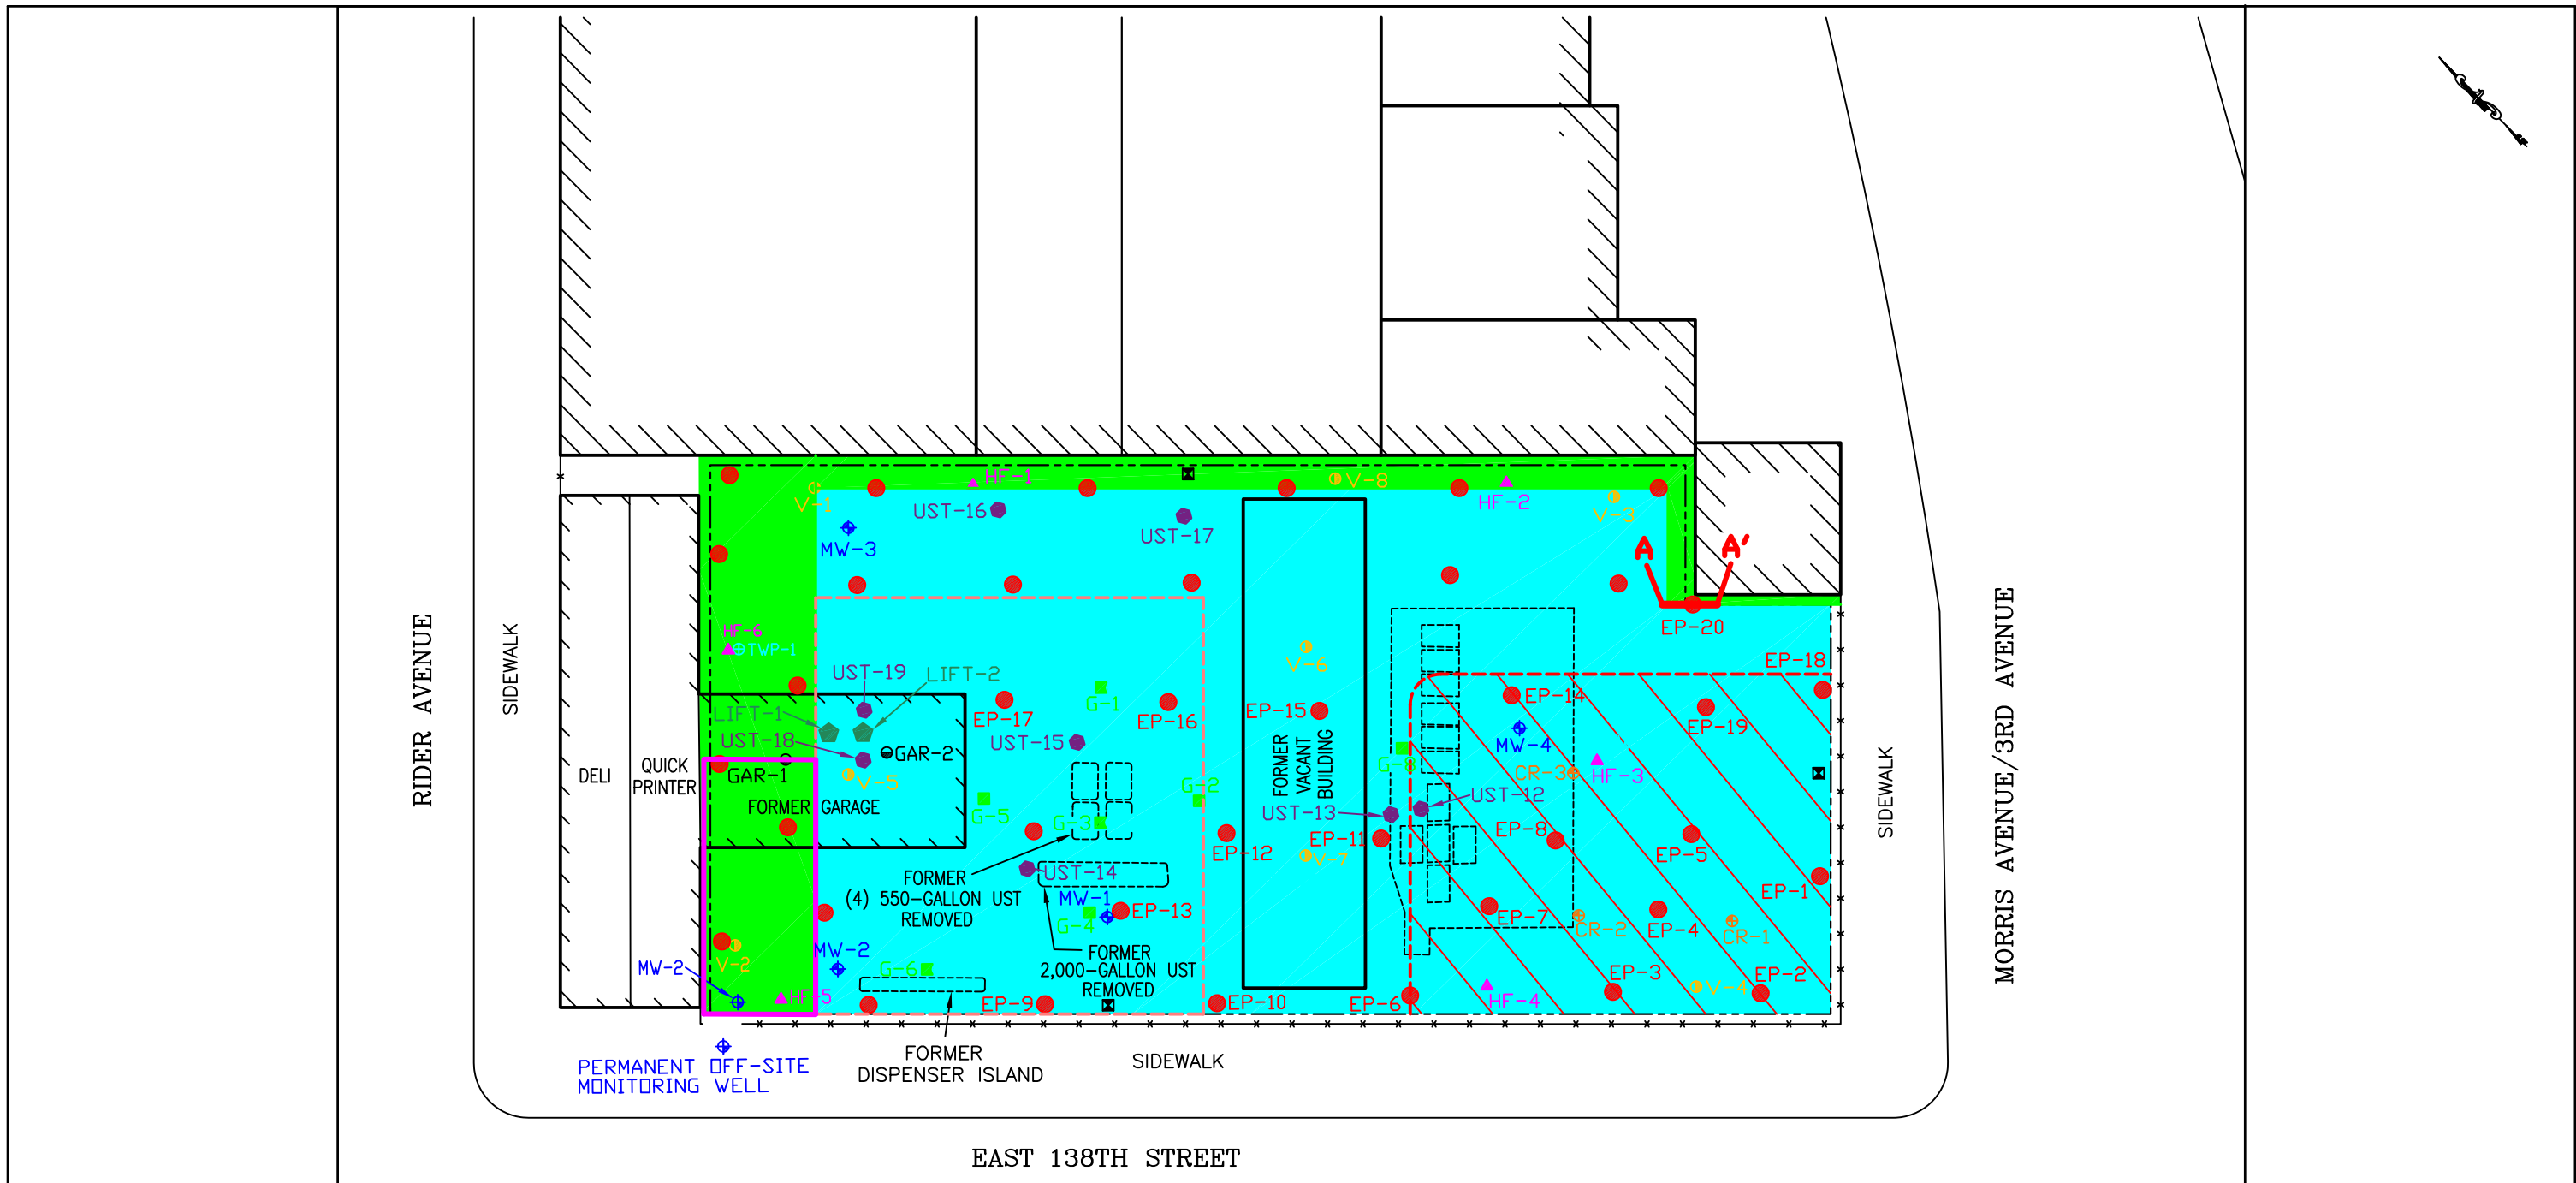 HF-1
V-8
V-1
UST-16
HF-2
V-3
UST-17
MW-3
A
A'
RIDER AVENUE
SIDEWALK
HF-6
TWP-1
EP-20
V-6
EP-18
UST-19
LIFT-2
EP-14
G-1
EP-17
EP-16
EP-15
EP-19
LIFT-1
UST-18
UST-15
MW-4
GAR-2
FORMER
VACANT
BUILDING
DELI
QUICK
PRINTER
GAR-1
V-5
G-8
CR-3
HF-3
G-2
FORMER GARAGE
G-5
G-3
UST-13
UST-12
EP-12
EP-11
EP-8
EP-5
V-7
UST-14
FORMER
(4) 550-GALLON UST
REMOVED
MW-1
EP-13
G-4
EP-1
EP-7
CR-2
EP-4
CR-1
SIDEWALK
MORRIS AVENUE/3RD AVENUE
MW-2
V-2
MW-2
G-6
FORMER
2,000-GALLON UST
REMOVED
EP-3
EP-2
V-4
HF-5
EP-9
EP-10
EP-6
HF-4
PERMANENT OFF-SITE
MONITORING WELL
FORMER
DISPENSER ISLAND
SIDEWALK
EAST 138TH STREET